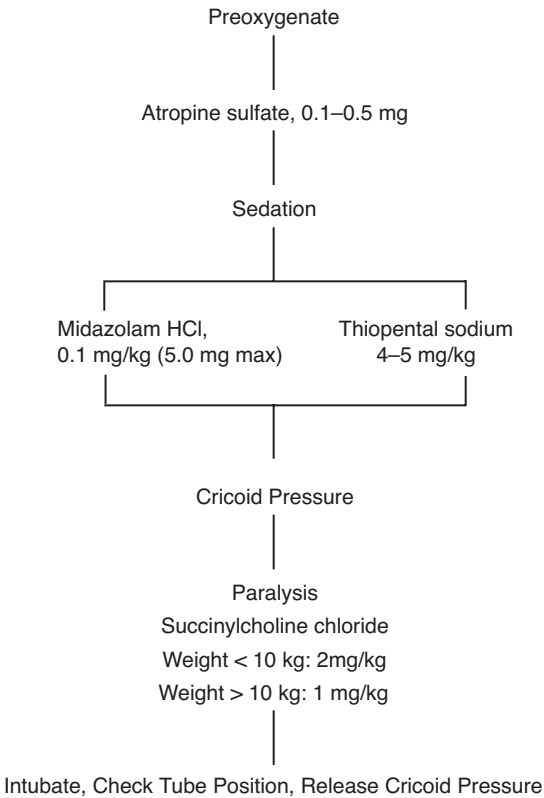 Preoxygenate
Atropine sulfate, 0.1–0.5 mg
Sedation
Midazolam HCl,
0.1 mg/kg (5.0 mg max)
Thiopental sodium
4–5 mg/kg
Cricoid Pressure
Paralysis
Succinylcholine chloride
Weight < 10 kg: 2mg/kg
Weight > 10 kg: 1 mg/kg
Intubate, Check Tube Position, Release Cricoid Pressure